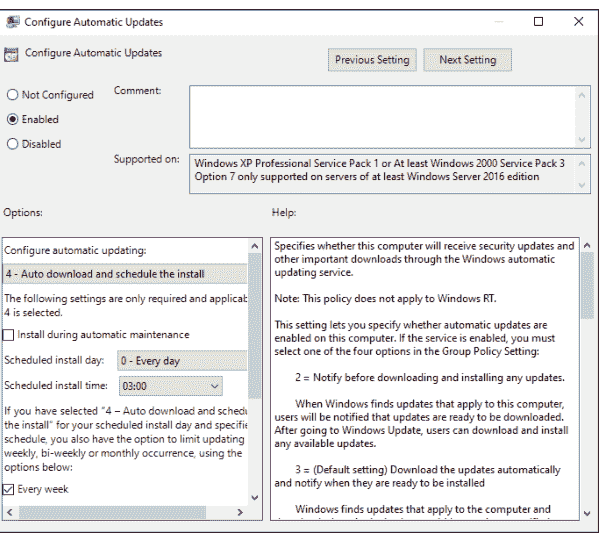 Configure Automatic Updates
Configure Automatic Updates
Previous Setting
Next Setting
Not Configured
Comment:
Enabled
Disabled
Supported on:
Windows XP Professional Service Pack 1 or At least Windows 2000 Service Pack 3
Option 7 only supported on servers of at least Windows Server 2016 edition
Options:
Help:
Configure automatic updating:
4 - Auto download and schedule the install
The following settings are only required and applicab
4 is selected.
Install during automatic maintenance
Scheduled install day:
0 - Every day
Scheduled install time:
03:00
If you have selected "4 – Auto download and schedu
the install" for your scheduled install day and specifie
schedule, you also have the option to limit updating
weekly, bi-weekly or monthly occurrence, using the
options below:
Every week
Specifies whether this computer will receive security updates and
other important downloads through the Windows automatic
updating service.
Note: This policy does not apply to Windows RT.
This setting lets you specify whether automatic updates are
enabled on this computer. If the service is enabled, you must
select one of the four options in the Group Policy Setting:
2 = Notify before downloading and installing any updates.
When Windows finds updates that apply to this computer,
users will be notified that updates are ready to be downloaded.
After going to Windows Update, users can download and install
any available updates.
3 = (Default setting) Download the updates automatically
and notify when they are ready to be installed
Windows finds updates that apply to the computer and